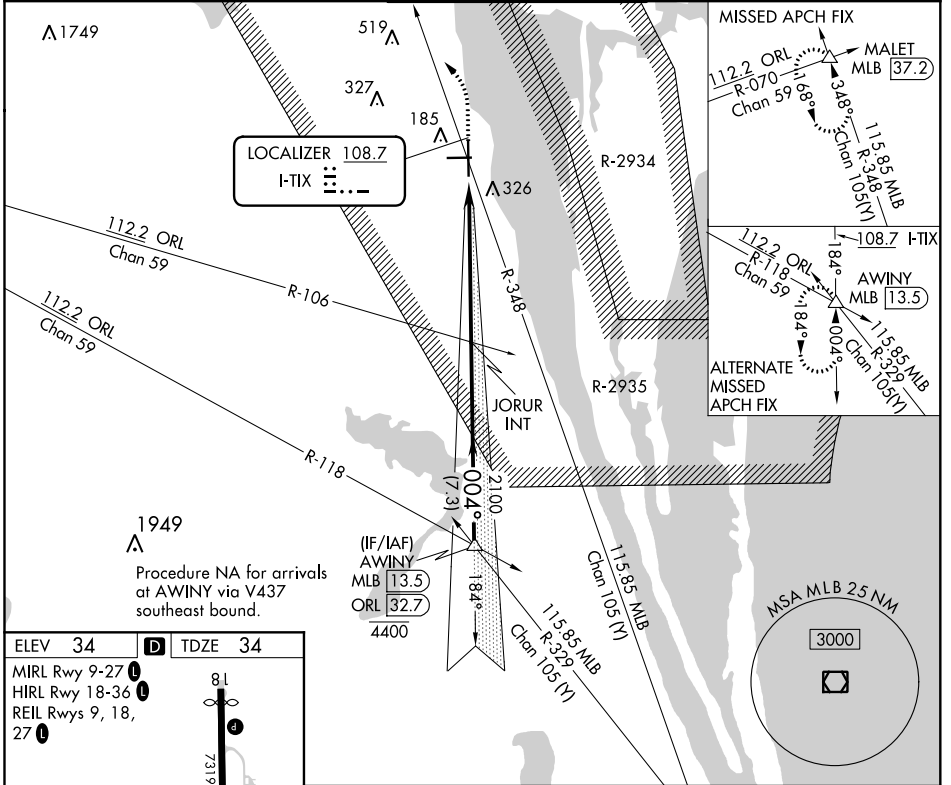 1749
519
327
185
LOCALIZER 108.7
I-TIX
326
R-2934
112.2 ORL
Chan 59
R-106
R-348
112.2 ORL
Chan 59
R-118
JORUR
INT
R-2935
2100
004°
(7.3)
184°
(IF/IAF)
AWINY
MLB 13.5
ORL 32.7
4400
1949
Procedure NA for arrivals
at AWINY via V437
southeast bound.
115.85 MLB
Chan 105 (Y)
115.85 MLB
R-329
Chan 105 (Y)
MISSED APCH FIX
112.2 ORL
R-070
Chan 59
MALET
MLB 37.2
168°
348°
115.85 MLB
R-348
Chan 105(Y)
112.2 ORL
R-118
Chan 59
108.7 I-TIX
184°
AWINY
MLB 13.5
184°
004°
115.85 MLB
R-329
Chan 105(Y)
ALTERNATE
MISSED
APCH FIX
MSA MLB 25 NM
3000
ELEV 34
D
TDZE 34
MIRL Rwy 9-27 L
HIRL Rwy 18-36 L
REIL Rwys 9, 18,
27 L
18
P
7319